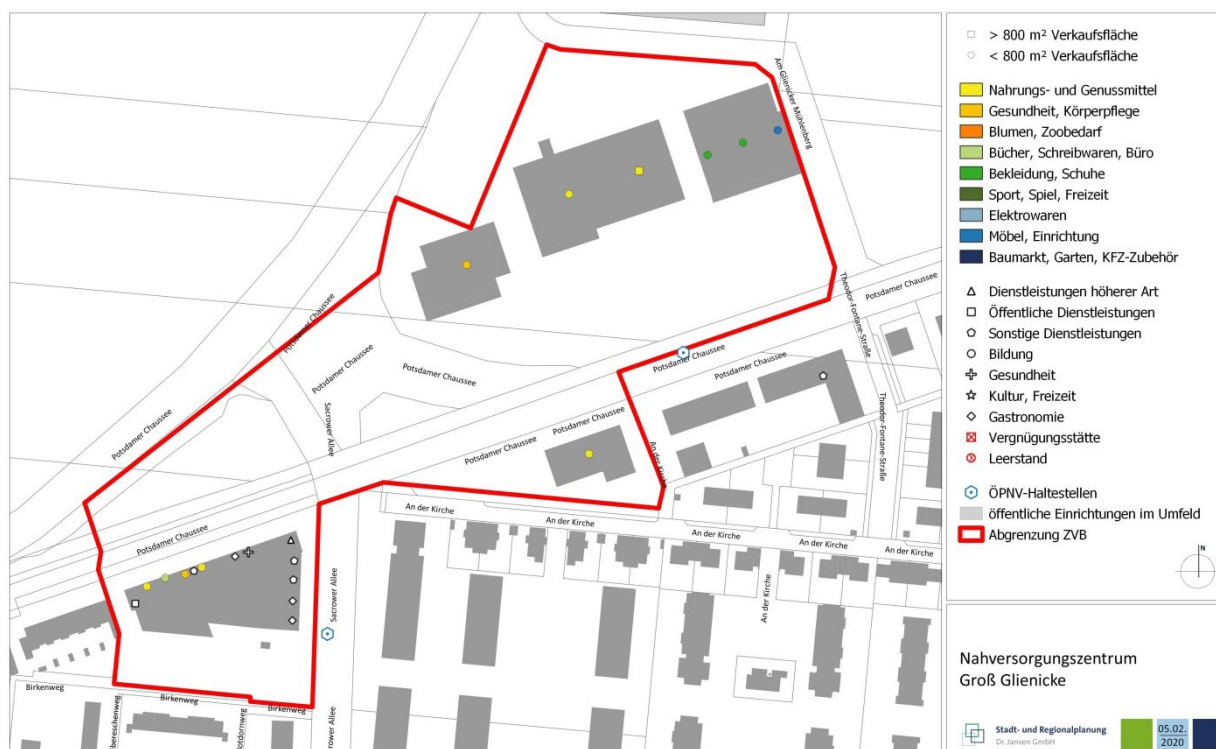 > 800 m² Verkaufsfläche
< 800 m² Verkaufsfläche
Nahrungs- und Genussmittel
Gesundheit, Körperpflege
Blumen, Zoobedarf
Bücher, Schreibwaren, Büro
Bekleidung, Schuhe
Sport, Spiel, Freizeit
Elektrowaren
Möbel, Einrichtung
Baumarkt, Garten, KFZ-Zubehör
Dienstleistungen höherer Art
Öffentliche Dienstleistungen
Sonstige Dienstleistungen
Bildung
Gesundheit
Kultur, Freizeit
Gastronomie
Vergnügungsstätte
Leerstand
ÖPNV-Haltestellen
öffentliche Einrichtungen im Umfeld
Abgrenzung ZVB
N
Nahversorgungszentrum
Groß Glienicke
Stadt- und Regionalplanung
Dr. Jansen GmbH
05.02.
2020
Am Glienicker Mühlenberg
Potsdamer Chaussee
Theodor-Fontane-Straße
Potsdamer Chaussee
Potsdamer Chaussee
Potsdamer Chaussee
Potsdamer Chaussee
Potsdamer Chaussee
Potsdamer Chaussee
Sacrower Allee
Potsdamer Chaussee
Potsdamer Chaussee
Theodor-Fontane-Straße
An der Kirche
Potsdamer Chaussee
An der Kirche
An der Kirche
An der Kirche
An der Kirche
An der Kirche
Sacrower Allee
Birkenweg
Birkenweg
Birkenweg
Sacrower Allee